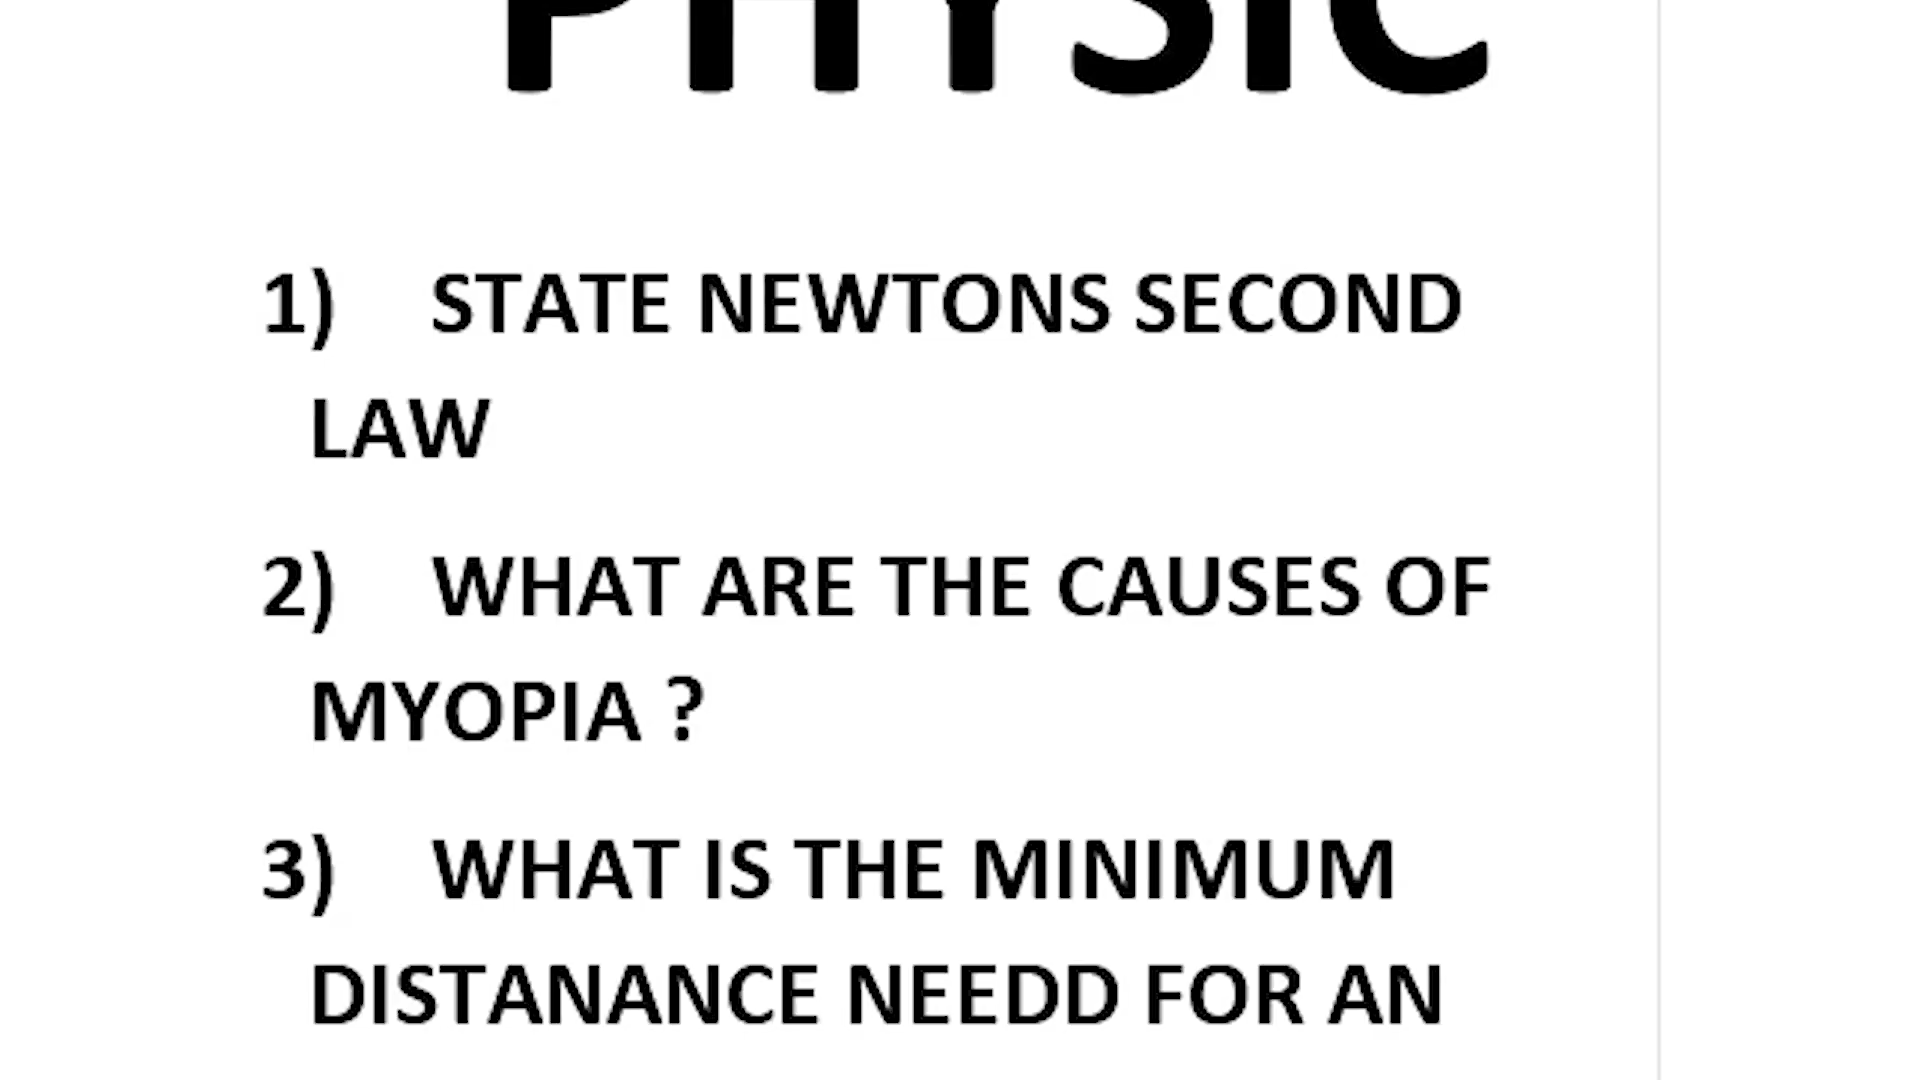 PHYSIC
1) STATE NEWTONS SECOND
LAW
2) WHAT ARE THE CAUSES OF
MYOPIA ?
3) WHAT IS THE MINIMUM
DISTANANCE NEEDD FOR AN